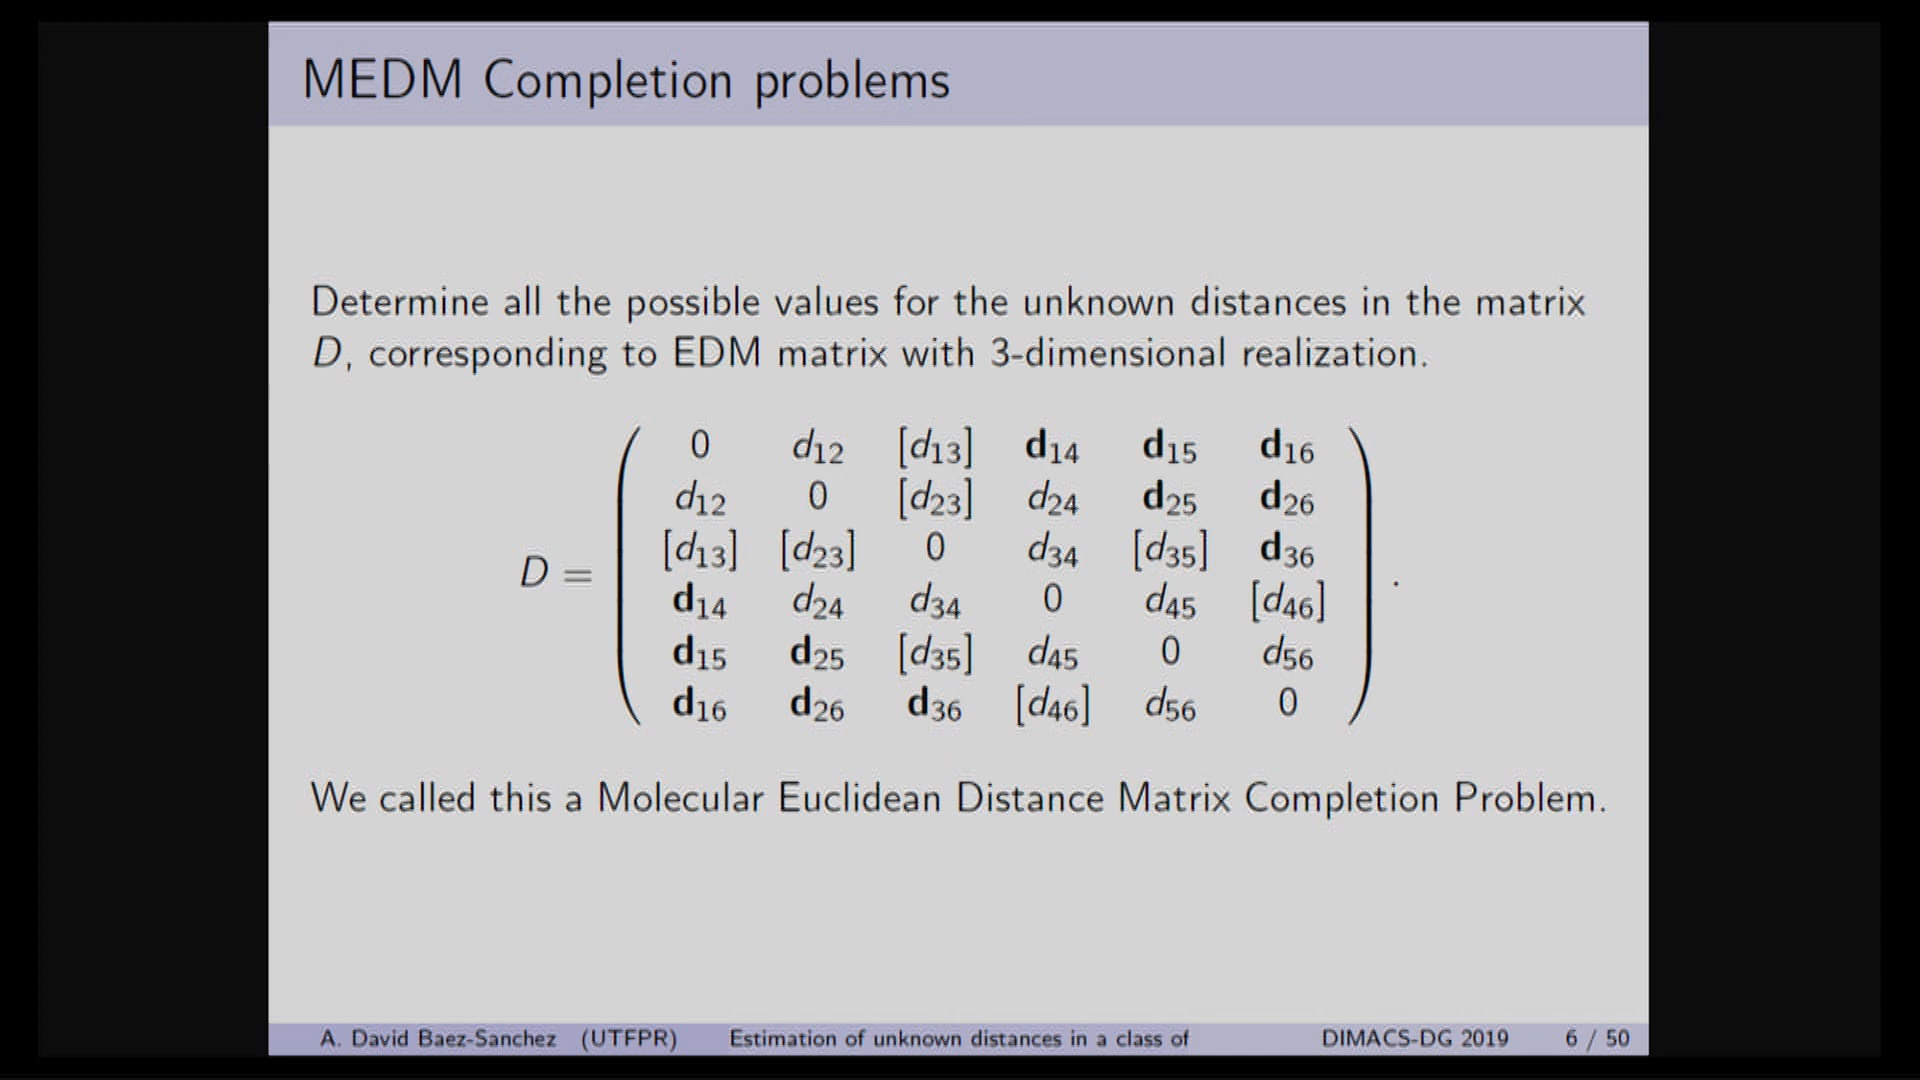 MEDM Completion problems
Determine all the possible values for the unknown distances in the matrix
D, corresponding to EDM matrix with 3-dimensional realization.
0 d12 [d13] d14 d15 d16
d12 0 [d23] d24 d25 d26
[d13] [d23] 0 d34 [d35] d36
D =
d14 d24 d34 0 d45 [d46]
.
d15 d25 [d35] d45 0 d56
d16 d26 d36 [d46] d56 0
We called this a Molecular Euclidean Distance Matrix Completion Problem.
A. David Baez-Sanchez (UTFPR) Estimation of unknown distances in a class of DIMACS-DG 2019 6 / 50